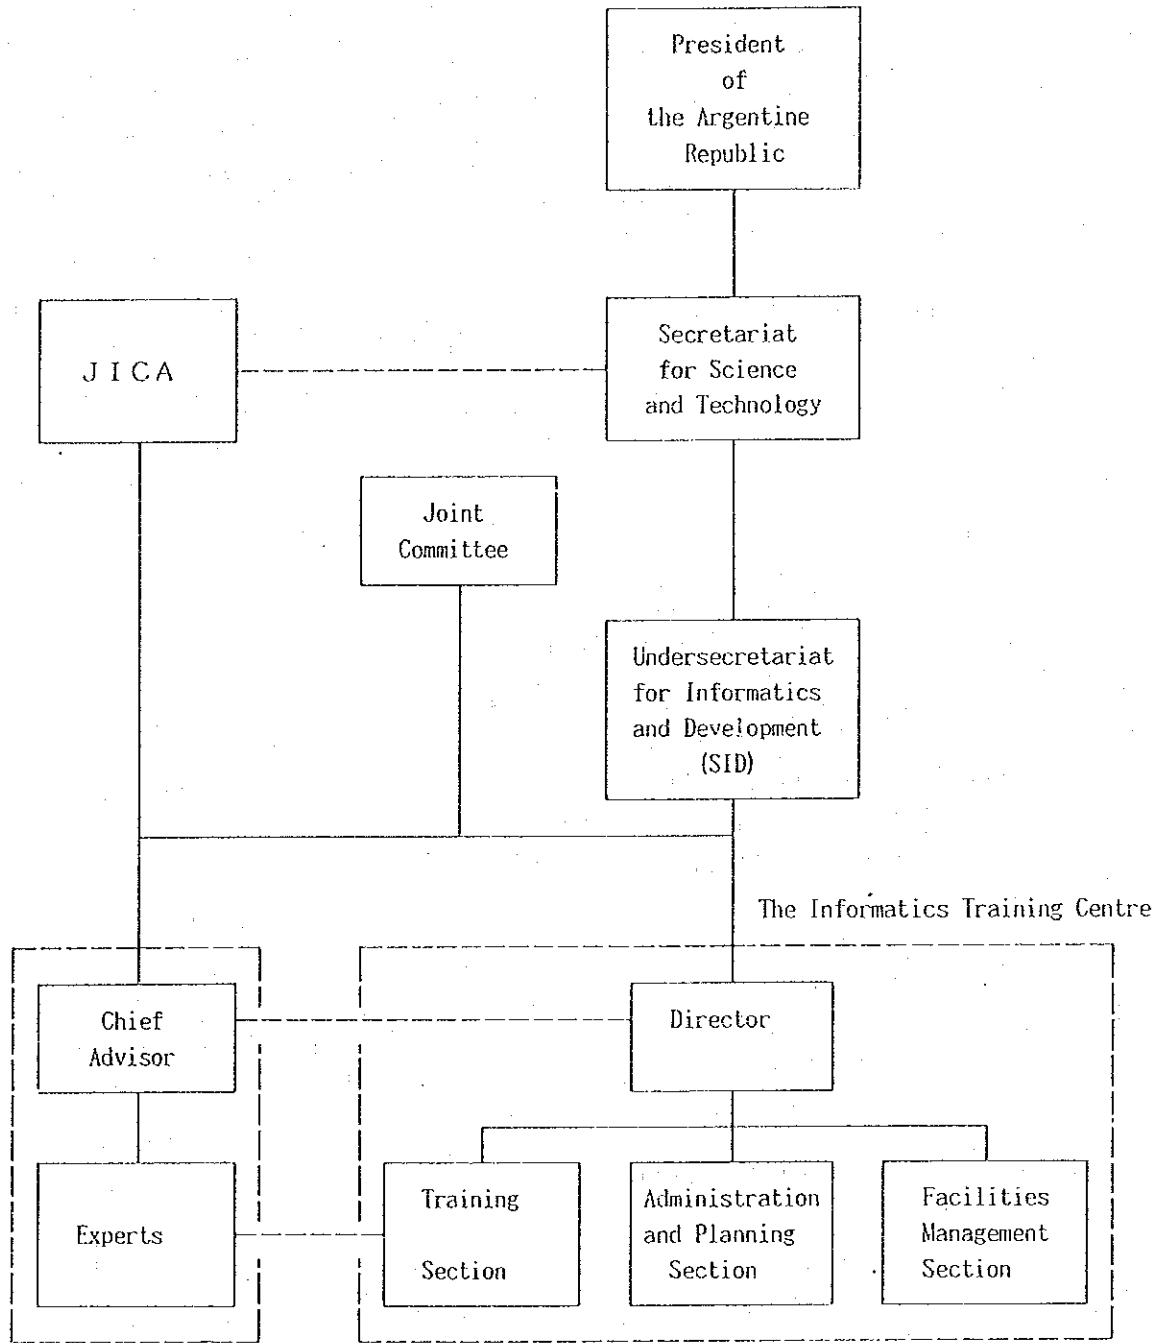 President
of
the Argentine
Republic
JICA
Secretariat
for Science
and Technology
Joint
Committee
Undersecretariat
for Informatics
and Development
(SID)
The Informatics Training Centre
Chief
Advisor
Director
Experts
Training
Section
Administration
and Planning
Section
Facilities
Management
Section